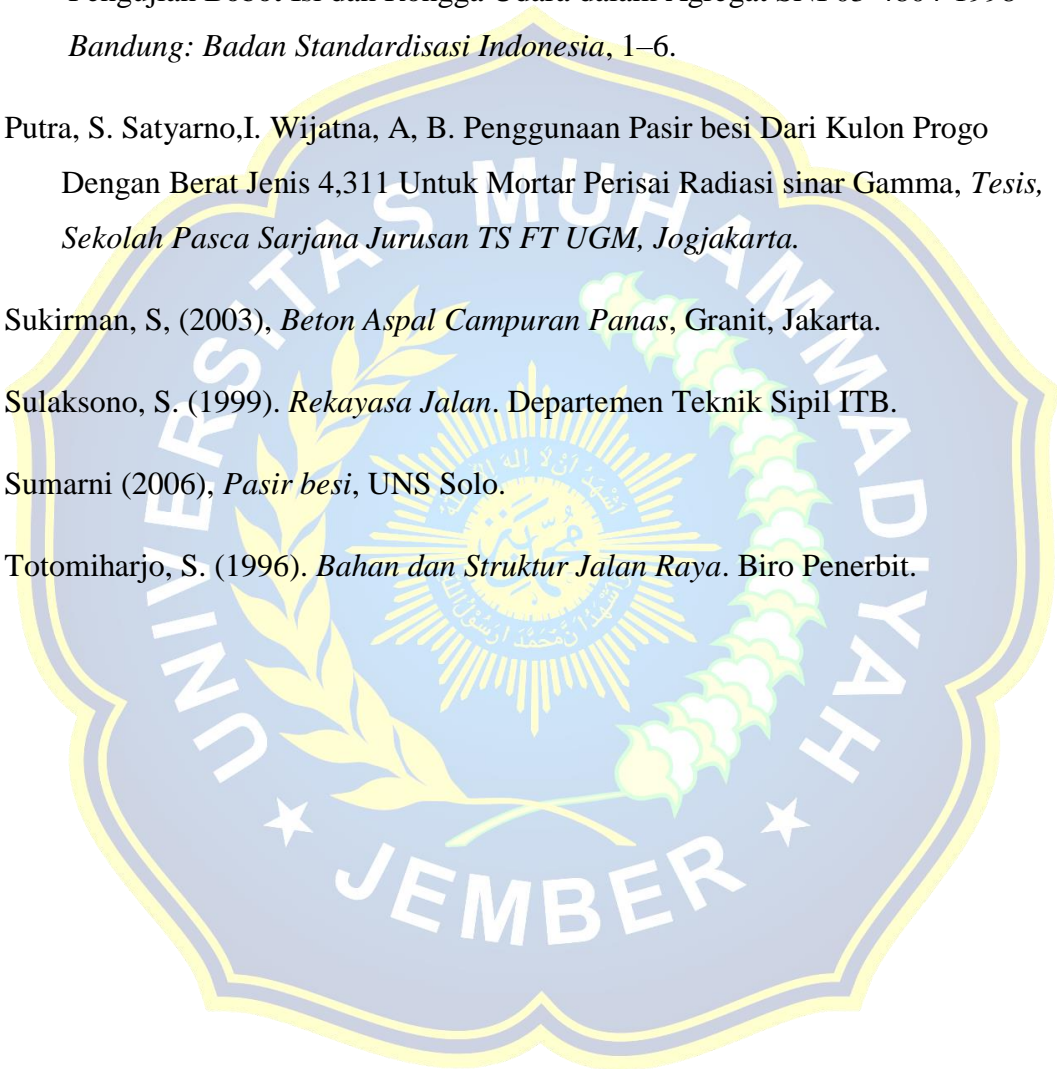 Pengujian Bobot Isi dan Rongga Udara dalam Agregat SNI 03-4804-1998
Bandung: Badan Standardisasi Indonesia, 1–6.
Putra, S. Satyarno,I. Wijatna, A, B. Penggunaan Pasir besi Dari Kulon Progo
Dengan Berat Jenis 4,311 Untuk Mortar Perisai Radiasi sinar Gamma, Tesis,
Sekolah Pasca Sarjana Jurusan TS FT UGM, Jogjakarta.
Sukirman, S, (2003), Beton Aspal Campuran Panas, Granit, Jakarta.
Sulaksono, S. (1999). Rekayasa Jalan. Departemen Teknik Sipil ITB.
Sumarni (2006), Pasir besi, UNS Solo.
Totomiharjo, S. (1996). Bahan dan Struktur Jalan Raya. Biro Penerbit.
UNIVERSITAS MUHAMMADIYAH
JEMBER